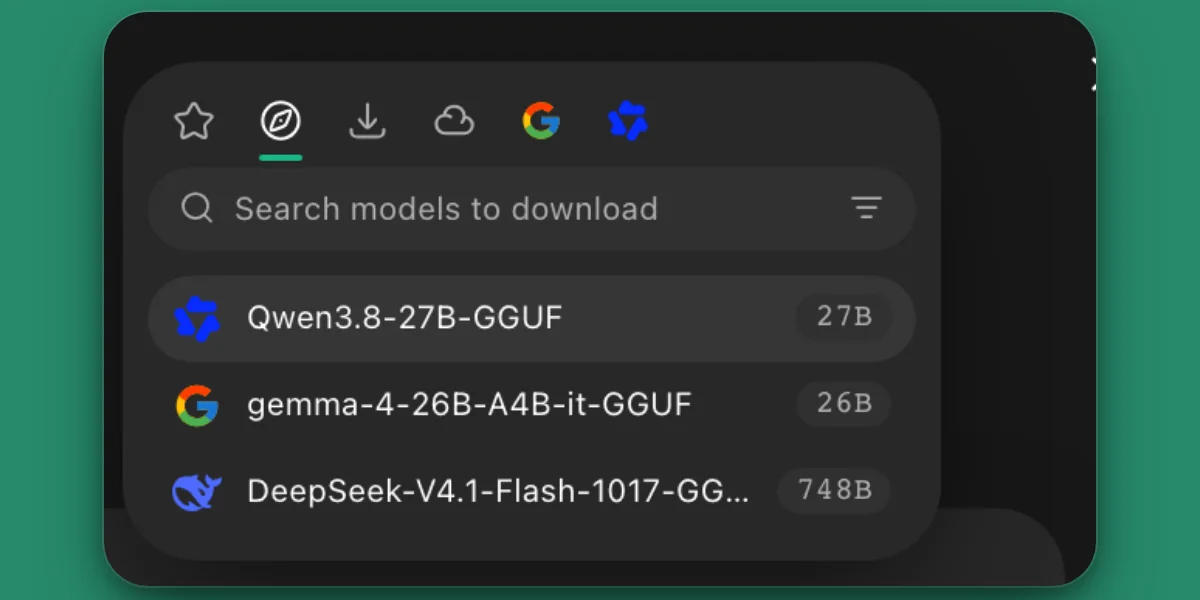 Search models to download
Qwen3.8-27B-GGUF 27B
gemma-4-26B-A4B-it-GGUF 26B
DeepSeek-V4.1-Flash-1017-GG... 748B